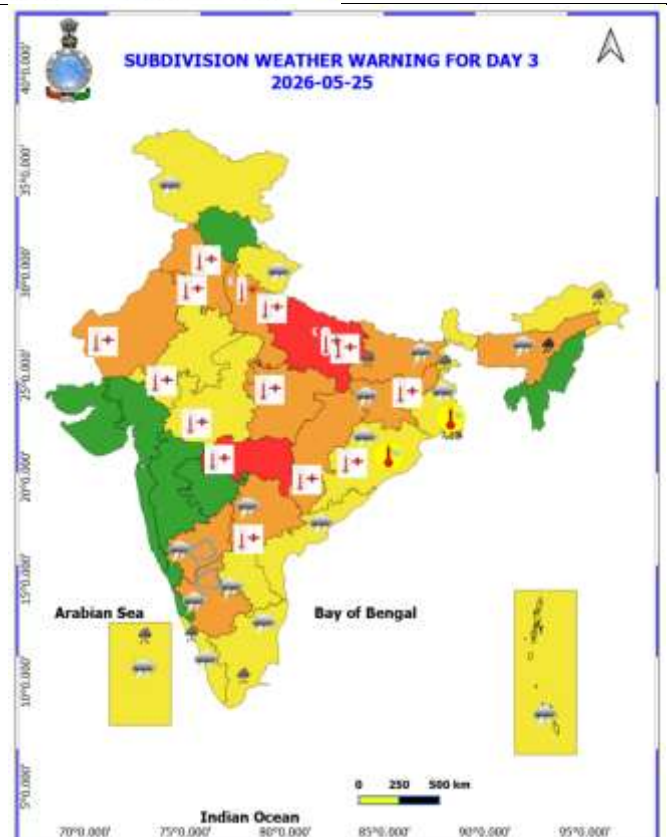 SUBDIVISION WEATHER WARNING FOR DAY 3
2026-05-25
40°0.000'
35°0.000'
30°0.000'
25°0.000'
20°0.000'
15°0.000'
10°0.000'
5°0.000'
Arabian Sea
Bay of Bengal
0 250 500 km
Indian Ocean
70°0.000' 75°0.000' 80°0.000' 85°0.000' 90°0.000' 95°0.000'